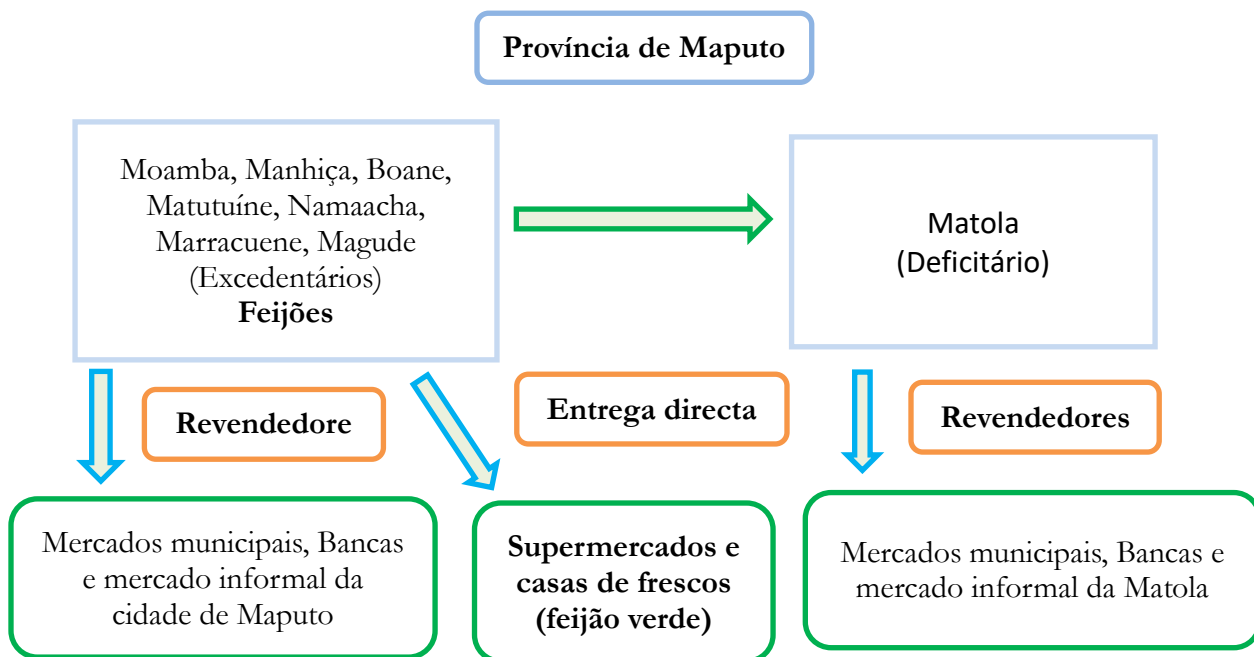 Província de Maputo
Moamba, Manhiça, Boane,
Matutuíne, Namaacha,
Marracuene, Magude
(Excedentários)
Feijões
Matola
(Deficitário)
Revendedore
Entrega directa
Revendedores
Mercados municipais, Bancas
e mercado informal da
cidade de Maputo
Supermercados e
casas de frescos
(feijão verde)
Mercados municipais, Bancas e
mercado informal da Matola